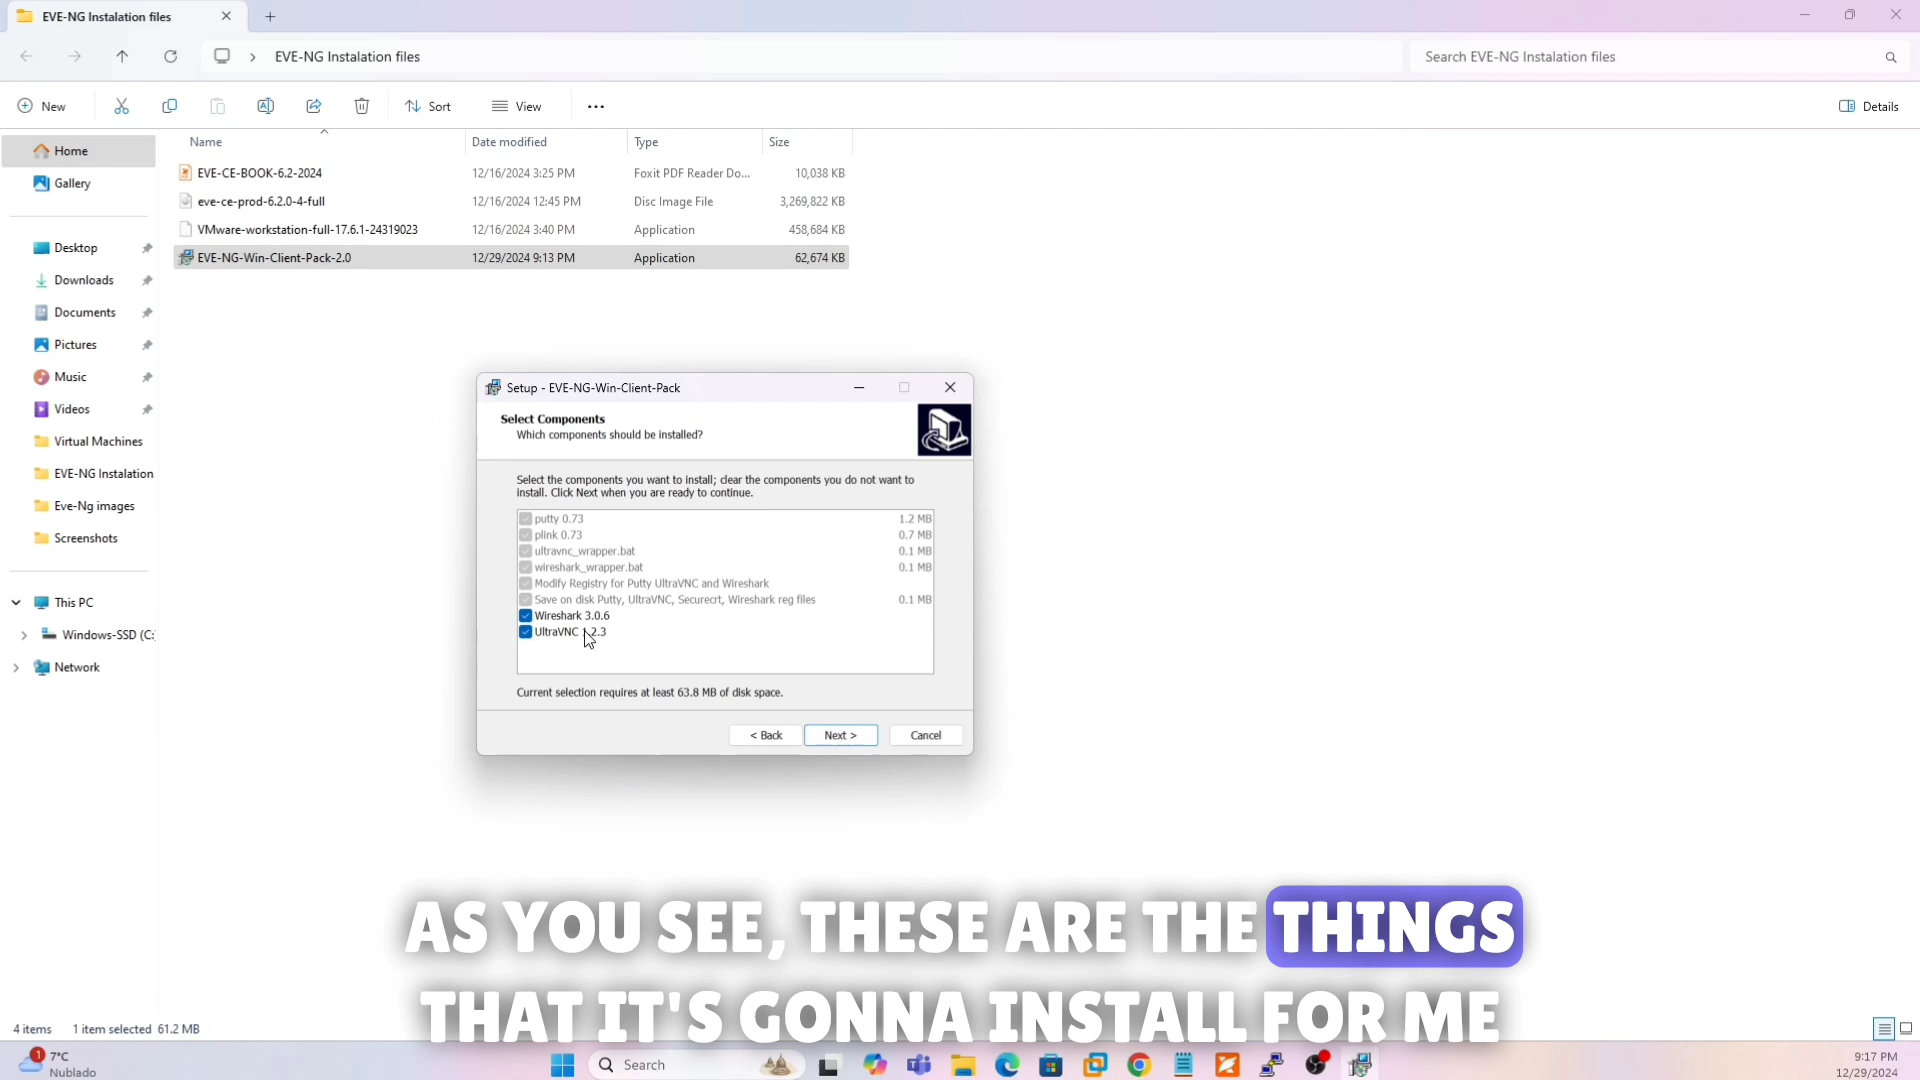 EVE-NG Instalation files
EVE-NG Instalation files
Search EVE-NG Instalation files
New
Sort
View
Details
Name Date modified Type Size
EVE-CE-BOOK-6.2-2024 12/16/2024 3:25 PM Foxit PDF Reader Do... 10,038 KB
eve-ce-prod-6.2.0-4-full 12/16/2024 12:45 PM Disc Image File 3,269,822 KB
VMware-workstation-full-17.6.1-24319023 12/16/2024 3:40 PM Application 458,684 KB
EVE-NG-Win-Client-Pack-2.0 12/29/2024 9:13 PM Application 62,674 KB
Home
Gallery
Desktop
Downloads
Documents
Pictures
Music
Videos
Virtual Machines
EVE-NG Instalation
Eve-Ng images
Screenshots
This PC
Windows-SSD (C:
Network
Setup - EVE-NG-Win-Client-Pack
Select Components
Which components should be installed?
Select the components you want to install; clear the components you do not want to
install. Click Next when you are ready to continue.
putty 0.73 1.2 MB
plink 0.73 0.7 MB
ultravnc_wrapper.bat 0.1 MB
wireshark_wrapper.bat 0.1 MB
Modify Registry for Putty UltraVNC and Wireshark
Save on disk Putty, UltraVNC, Securecrt, Wireshark reg files 0.1 MB
Wireshark 3.0.6
UltraVNC
Current selection requires at least 63.8 MB of disk space.
< Back Next > Cancel
AS YOU SEE, THESE ARE THE THINGS
THAT IT'S GONNA INSTALL FOR ME
4 items 1 item selected 61.2 MB
1
7°C
Nublado
Search
9:17 PM
12/29/2024